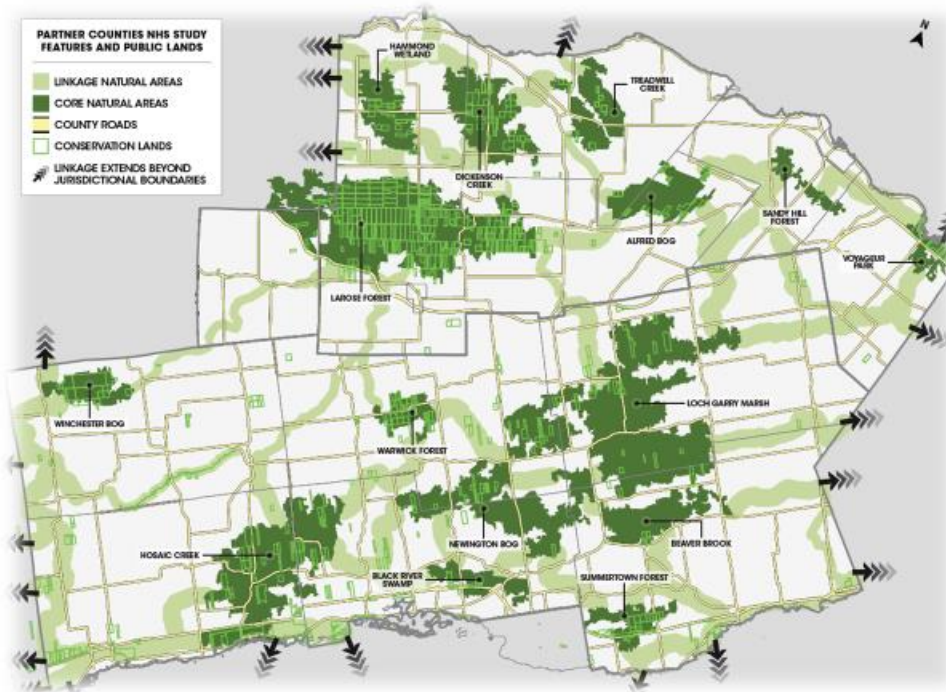 PARTNER COUNTIES NHS STUDY
FEATURES AND PUBLIC LANDS
LINKAGE NATURAL AREAS
CORE NATURAL AREAS
COUNTY ROADS
CONSERVATION LANDS
LINKAGE EXTENDS BEYOND
JURISDICTIONAL BOUNDARIES
N
HAMMOND
WETLAND
TREADWELL
CREEK
DICKENSON
CREEK
SANDY HILL
FOREST
ALFRED BOG
VOYAGEUR
PARK
LAROSE FOREST
LOCH GARRY MARSH
WINCHESTER BOG
WARWICK FOREST
HOSAIC CREEK
NEWINGTON BOG
BEAVER BROOK
BLACK RIVER
SWAMP
SUMMERTOWN FOREST